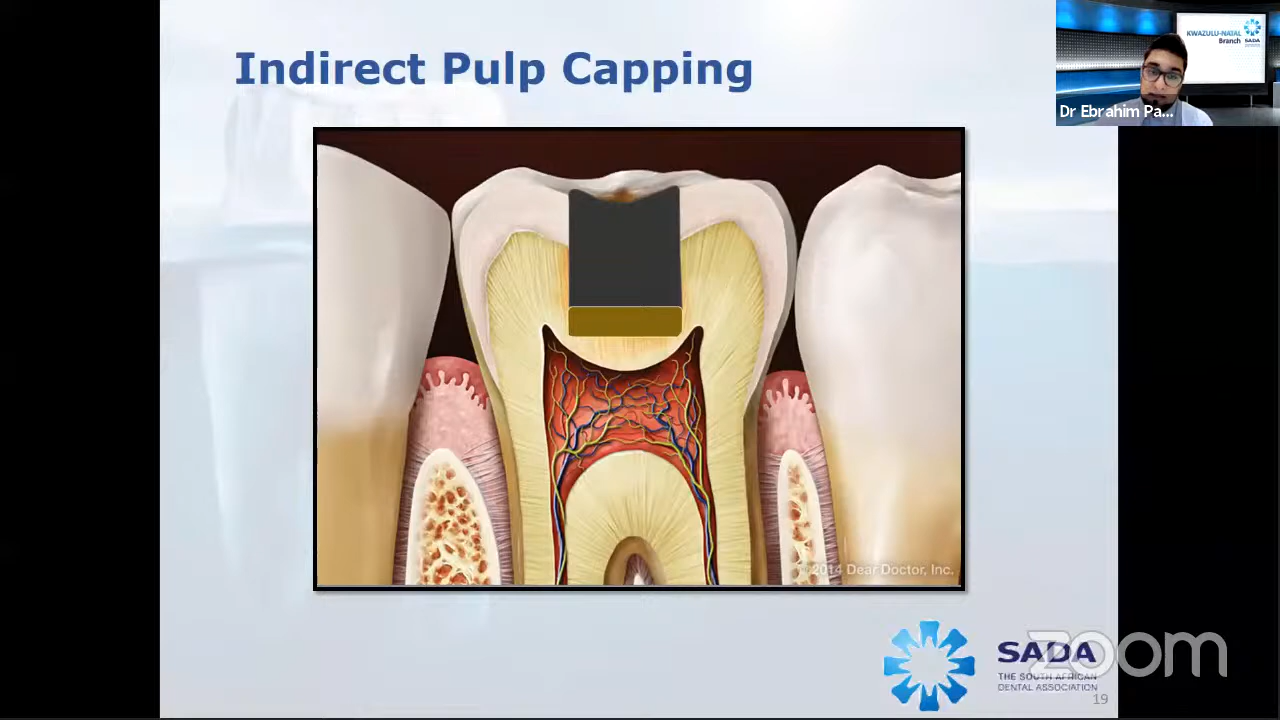 Indirect Pulp Capping
KWAZULU-NATAL
Branch
SADA
Dr Ebrahim Pa...
©2014 Dear Doctor, Inc.
SADA
THE SOUTH AFRICAN
DENTAL ASSOCIATION
zoom
19